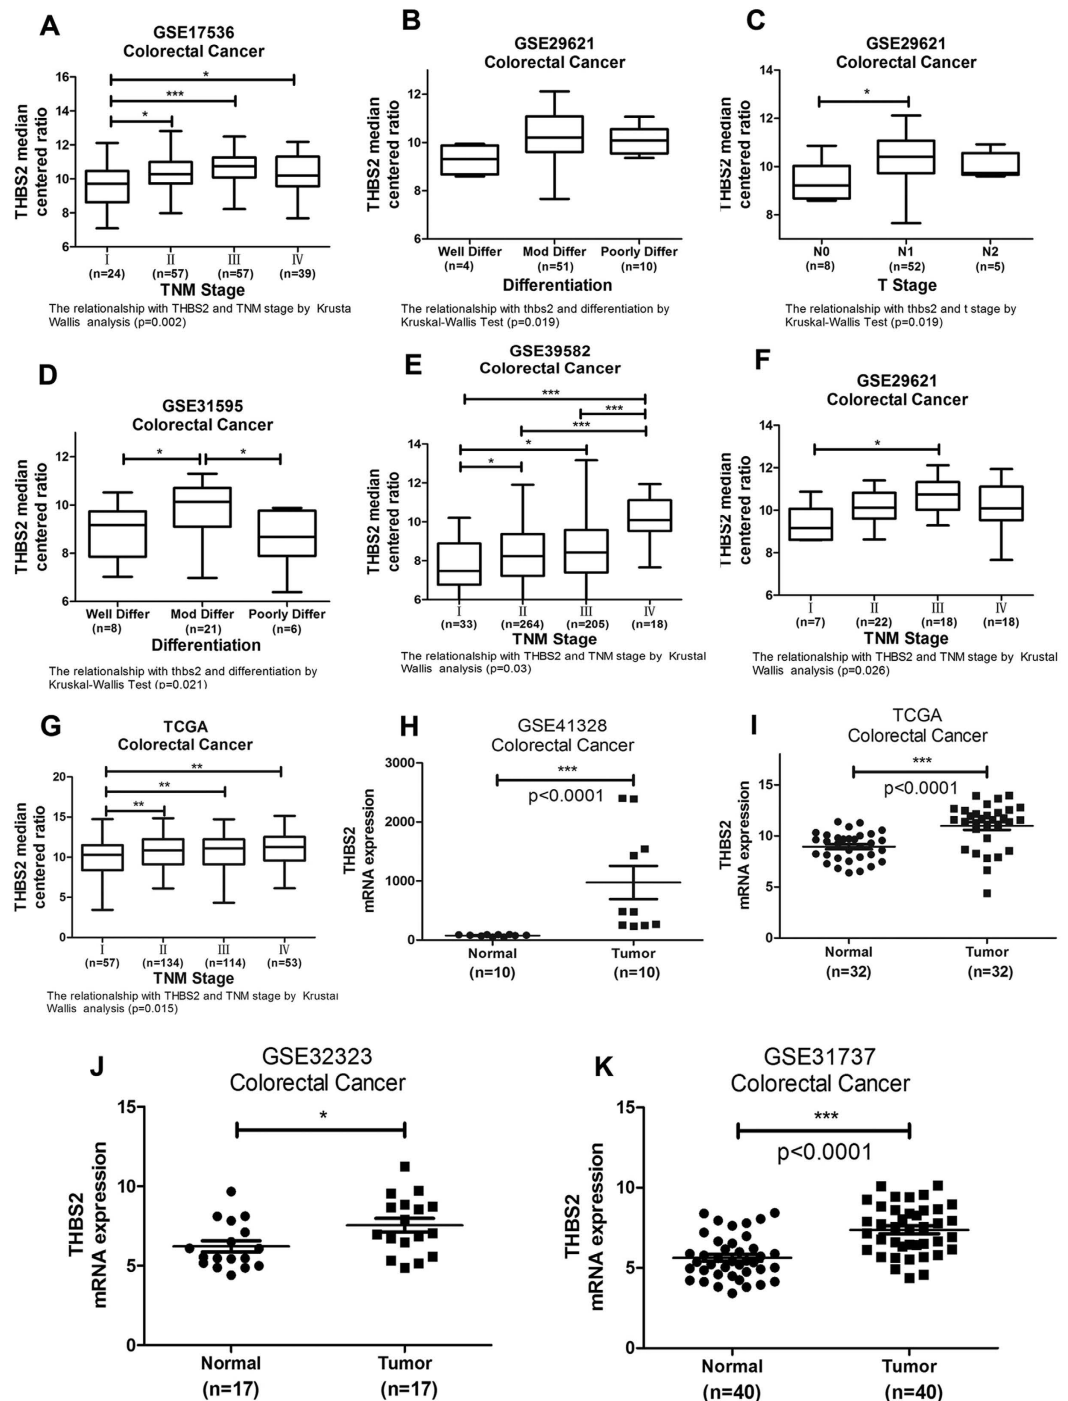 A
GSE17536
Colorectal Cancer
THBS2 median
centered ratio
16
14
12
10
8
6
*
***
*
I
II
III
IV
(n=24)
(n=57)
(n=57)
(n=39)
TNM Stage
The relationalship with THBS2 and TNM stage by Krusta
Wallis analysis (p=0.002)
B
GSE29621
Colorectal Cancer
THBS2 median
centered ratio
12
10
8
6
Well Differ
Mod Differ
Poorly Differ
(n=4)
(n=51)
(n=10)
Differentiation
The relationalship with thbs2 and differentiation by
Kruskal-Wallis Test (p=0.019)
C
GSE29621
Colorectal Cancer
THBS2 median
centered ratio
14
12
10
8
*
N0
N1
N2
(n=8)
(n=52)
(n=5)
T Stage
The relationalship with thbs2 and t stage by
Kruskal-Wallis Test (p=0.019)
D
GSE31595
Colorectal Cancer
THBS2 median
centered ratio
12
10
8
6
*
*
Well Differ
Mod Differ
Poorly Differ
(n=8)
(n=21)
(n=6)
Differentiation
The relationalship with thbs2 and differentiation by
Kruskal-Wallis Test (p=0.021)
E
GSE39582
Colorectal Cancer
THBS2 median
centered ratio
14
12
10
8
6
***
***
***
*
*
I
II
III
IV
(n=33)
(n=264)
(n=205)
(n=18)
TNM Stage
The relationalship with THBS2 and TNM stage by Krustal
Wallis analysis (p=0.03)
F
GSE29621
Colorectal Cancer
THBS2 median
centered ratio
14
12
10
8
6
*
I
II
III
IV
(n=7)
(n=22)
(n=18)
(n=18)
TNM Stage
The relationalship with THBS2 and TNM stage by Krustal
Wallis analysis (p=0.026)
G
TCGA
Colorectal Cancer
THBS2 median
centered ratio
20
15
10
5
0
**
**
**
I
II
III
IV
(n=57)
(n=134)
(n=114)
(n=53)
TNM Stage
The relationalship with THBS2 and TNM stage by Krustal
Wallis analysis (p=0.015)
H
GSE41328
Colorectal Cancer
THBS2
mRNA expression
3000
2000
1000
0
***
p<0.0001
Normal
Tumor
(n=10)
(n=10)
I
TCGA
Colorectal Cancer
THBS2
mRNA expression
15
10
5
0
***
p<0.0001
Normal
Tumor
(n=32)
(n=32)
J
GSE32323
Colorectal Cancer
THBS2
mRNA expression
15
10
5
0
*
Normal
Tumor
(n=17)
(n=17)
K
GSE31737
Colorectal Cancer
THBS2
mRNA expression
15
10
5
0
***
p<0.0001
Normal
Tumor
(n=40)
(n=40)